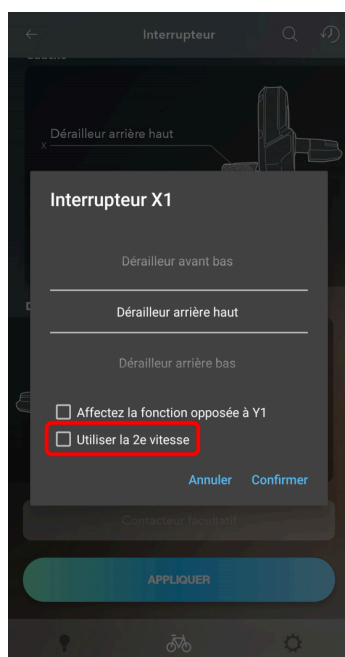 Interrupteur
Gauche
Dérailleur arrière haut
x
Interrupteur X1
Dérailleur avant bas
Dérailleur arrière haut
Dérailleur arrière bas
Affectez la fonction opposée à Y1
Utiliser la 2e vitesse
Annuler Confirmer
Contacteur facultatif
APPLIQUER